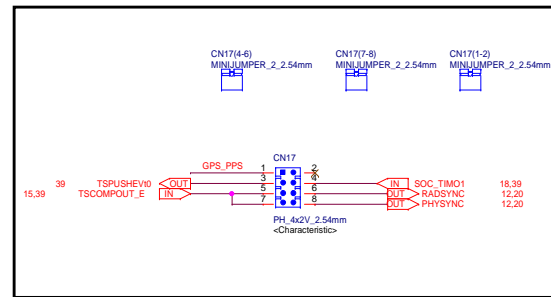 CN17(4-6)
MINIJUMPER_2_2.54mm
CN17(7-8)
MINIJUMPER_2_2.54mm
CN17(1-2)
MINIJUMPER_2_2.54mm
CN17
GPS_PPS 1 2
39 TSPUSHEVt0 OUT 3 4 IN SOC_TIMO1 18,39
15,39 TSCOMPOUT_E IN 5 6 OUT RADSYNC 12,20
7 8 OUT PHYSYNC 12,20
PH_4x2V_2.54mm
<Characteristic>